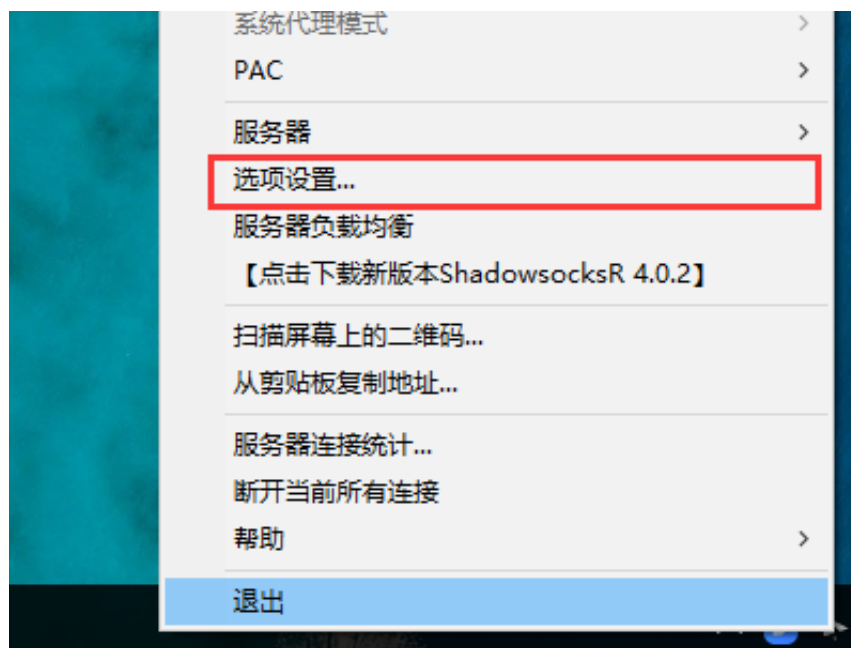 系统代理模式
PAC
服务器
选项设置...
服务器负载均衡
【点击下载新版本ShadowsocksR 4.0.2】
扫描屏幕上的二维码...
从剪贴板复制地址...
服务器连接统计...
断开当前所有连接
帮助
退出